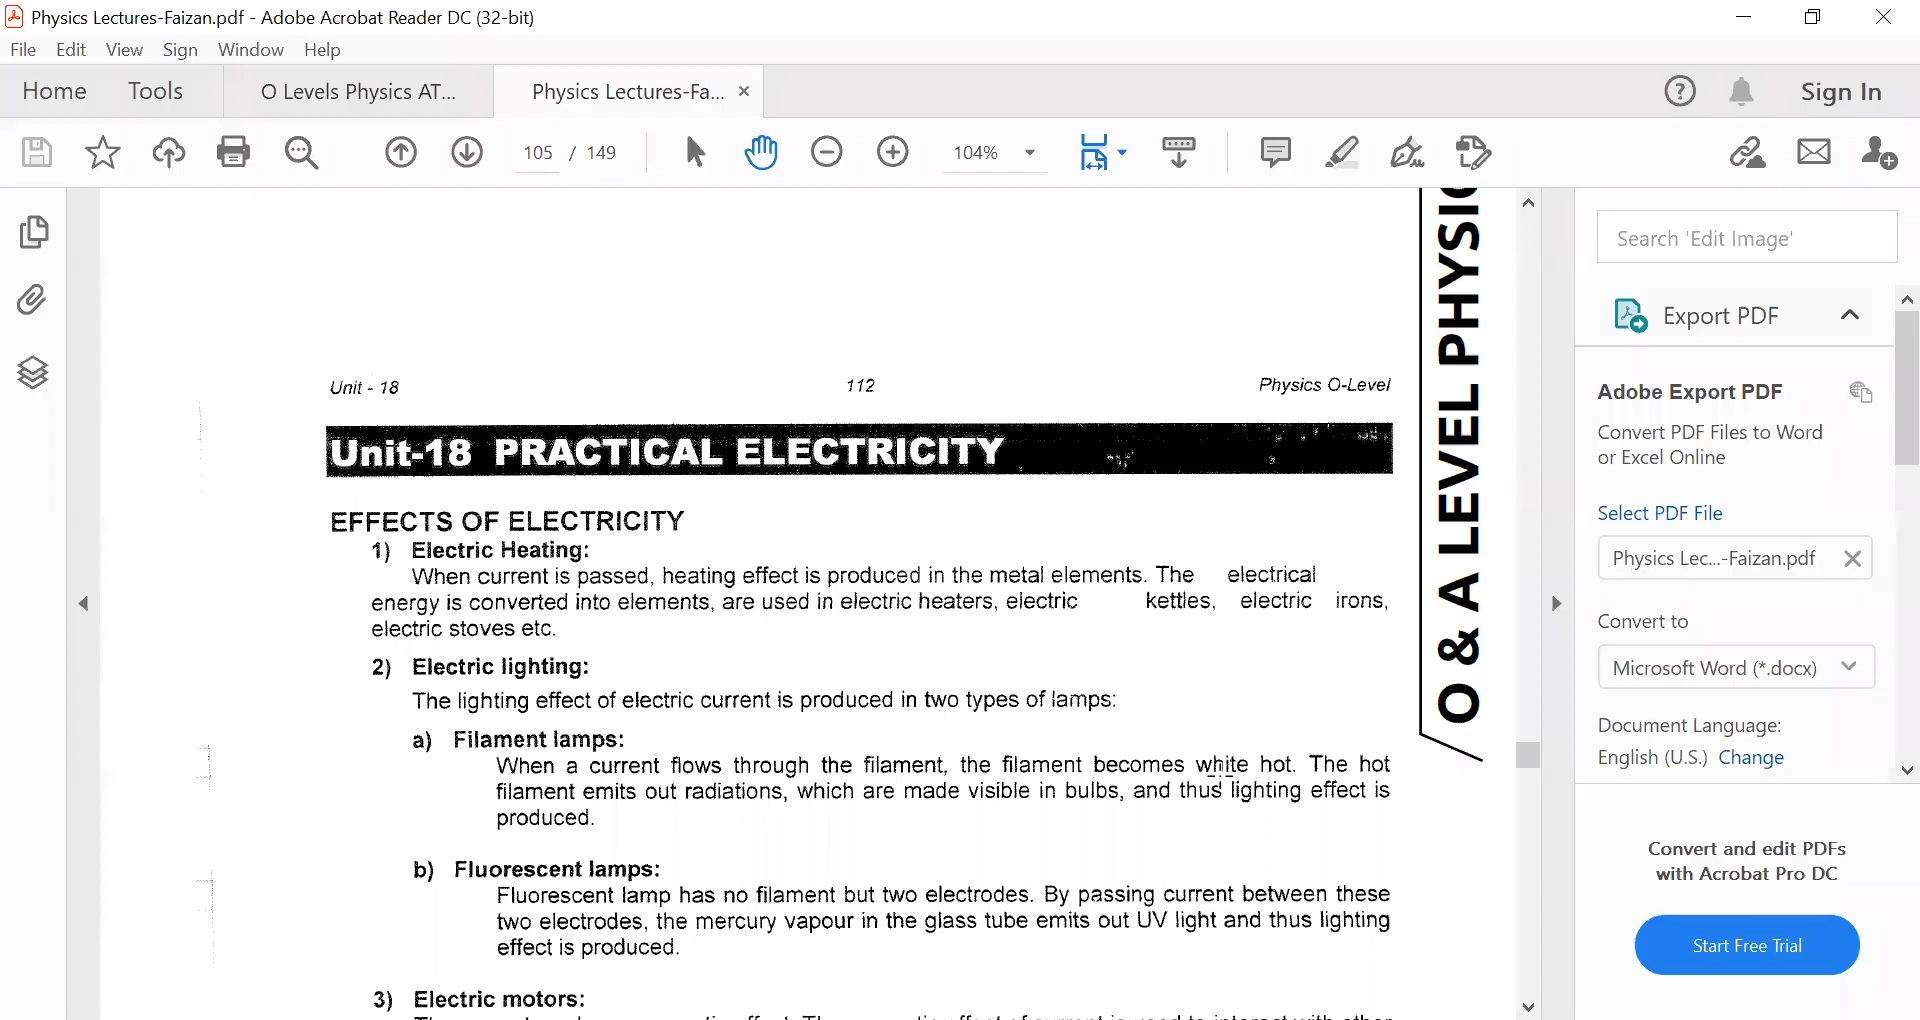 Physics Lectures-Faizan.pdf - Adobe Acrobat Reader DC (32-bit)
File Edit View Sign Window Help
Home Tools O Levels Physics AT... Physics Lectures-Fa... × ? Sign In
105 / 149 104%
O & A LEVEL PHYSIC
Unit - 18 112 Physics O-Level
Unit-18 PRACTICAL ELECTRICITY
EFFECTS OF ELECTRICITY
1) Electric Heating:
When current is passed, heating effect is produced in the metal elements. The electrical
energy is converted into elements, are used in electric heaters, electric kettles, electric irons,
electric stoves etc.
2) Electric lighting:
The lighting effect of electric current is produced in two types of lamps:
a) Filament lamps:
When a current flows through the filament, the filament becomes white hot. The hot
filament emits out radiations, which are made visible in bulbs, and thus lighting effect is
produced.
b) Fluorescent lamps:
Fluorescent lamp has no filament but two electrodes. By passing current between these
two electrodes, the mercury vapour in the glass tube emits out UV light and thus lighting
effect is produced.
3) Electric motors:
Search 'Edit Image'
Export PDF
Adobe Export PDF
Convert PDF Files to Word
or Excel Online
Select PDF File
Physics Lec...-Faizan.pdf
Convert to
Microsoft Word (*.docx)
Document Language:
English (U.S.) Change
Convert and edit PDFs
with Acrobat Pro DC
Start Free Trial